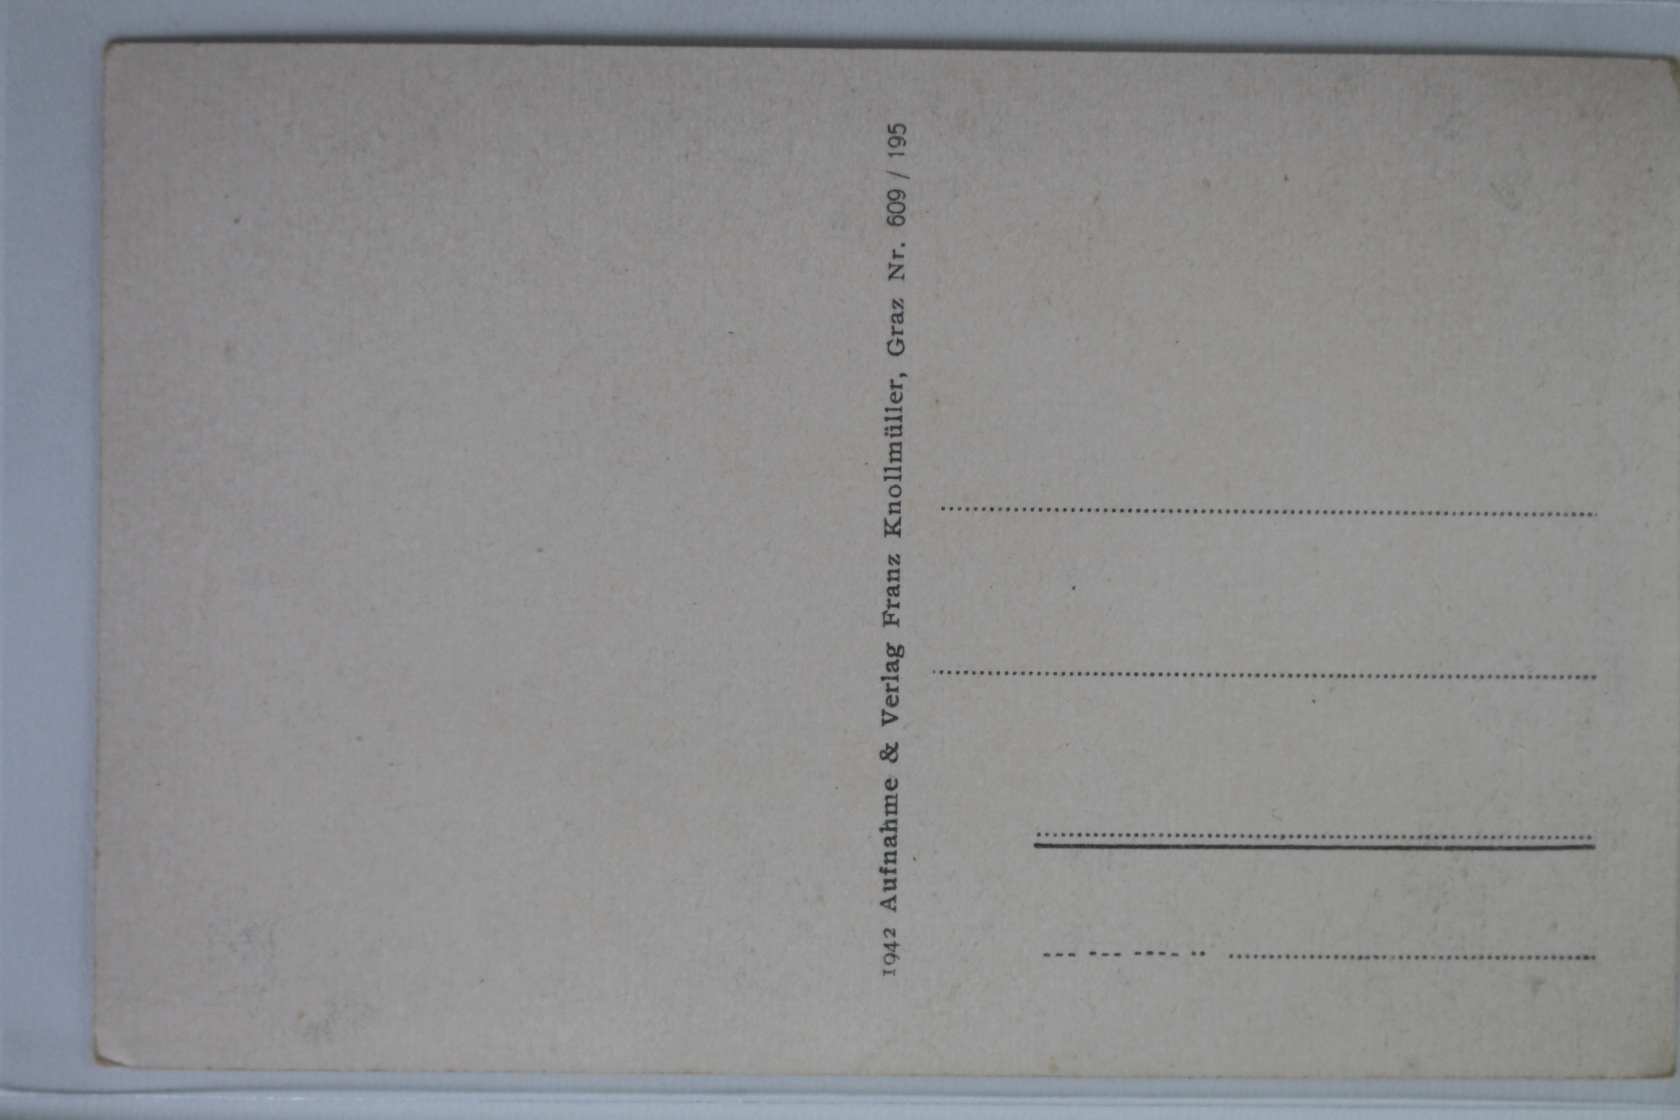 1942 Aufnahme & Verlag Franz Knollmüller, Graz Nr. 609 / 195